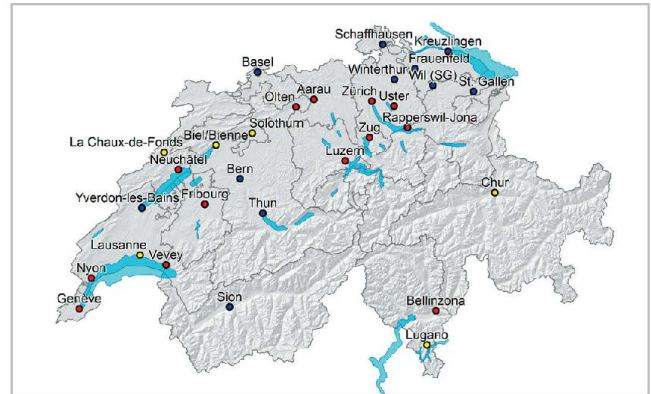 Schaffhausen
Kreuzlingen
Basel
Frauenfeld
Winterthur
Wil (SG)
St. Gallen
Aarau
Zürich
Uster
Olten
Rapperswil-Jona
Solothurn
Zug
La Chaux-de-Fonds
Biel/Bienne
Neuchâtel
Luzern
Bern
Chur
Yverdon-les-Bains
Fribourg
Thun
Lausanne
Vevey
Nyon
Sion
Genève
Bellinzona
Lugano